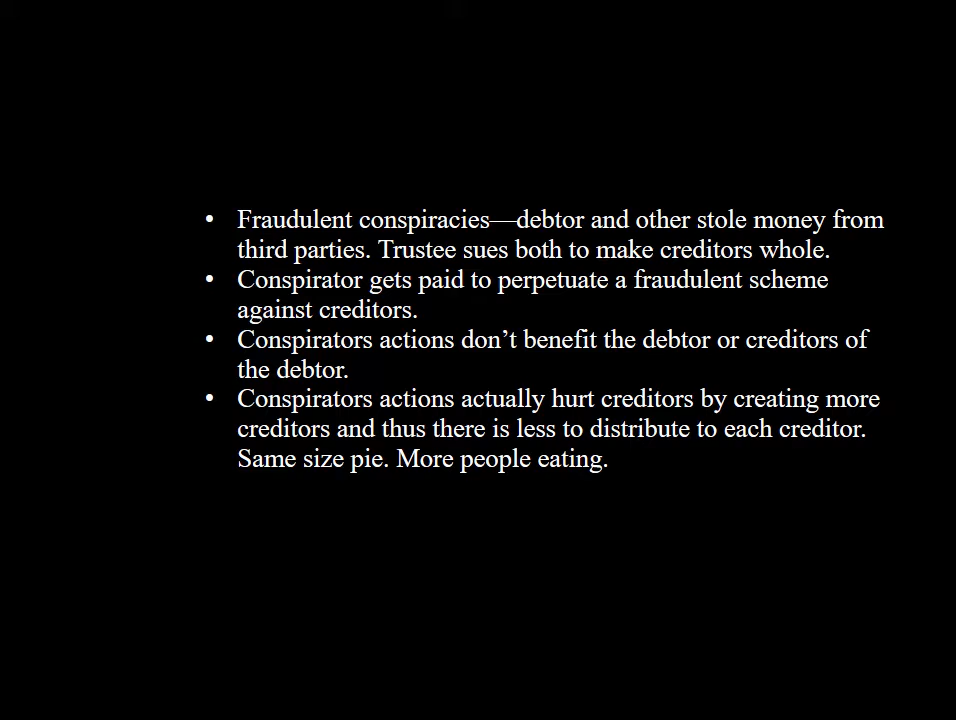 • Fraudulent conspiracies—debtor and other stole money from
third parties. Trustee sues both to make creditors whole.
• Conspirator gets paid to perpetuate a fraudulent scheme
against creditors.
• Conspirators actions don’t benefit the debtor or creditors of
the debtor.
• Conspirators actions actually hurt creditors by creating more
creditors and thus there is less to distribute to each creditor.
Same size pie. More people eating.